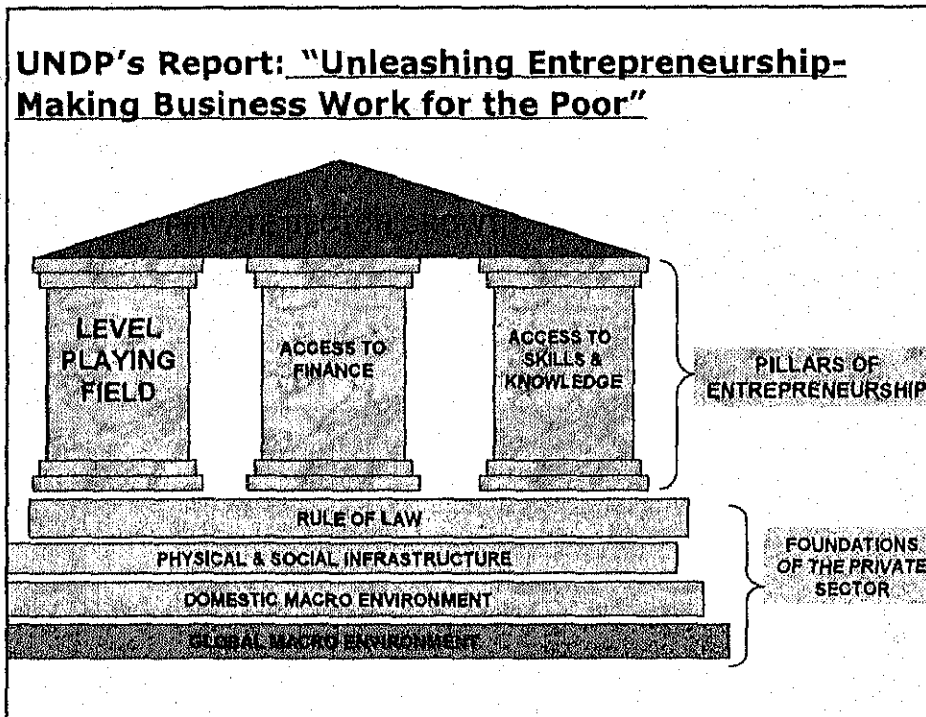 UNDP's Report: "Unleashing Entrepreneurship-
Making Business Work for the Poor"
LEVEL
PLAYING
FIELD
ACCESS TO
FINANCE
ACCESS TO
SKILLS &
KNOWLEDGE
PILLARS OF
ENTREPRENEURSHIP
RULE OF LAW
PHYSICAL & SOCIAL INFRASTRUCTURE
DOMESTIC MACRO ENVIRONMENT
GLOBAL MACRO ENVIRONMENT
FOUNDATIONS
OF THE PRIVATE
SECTOR